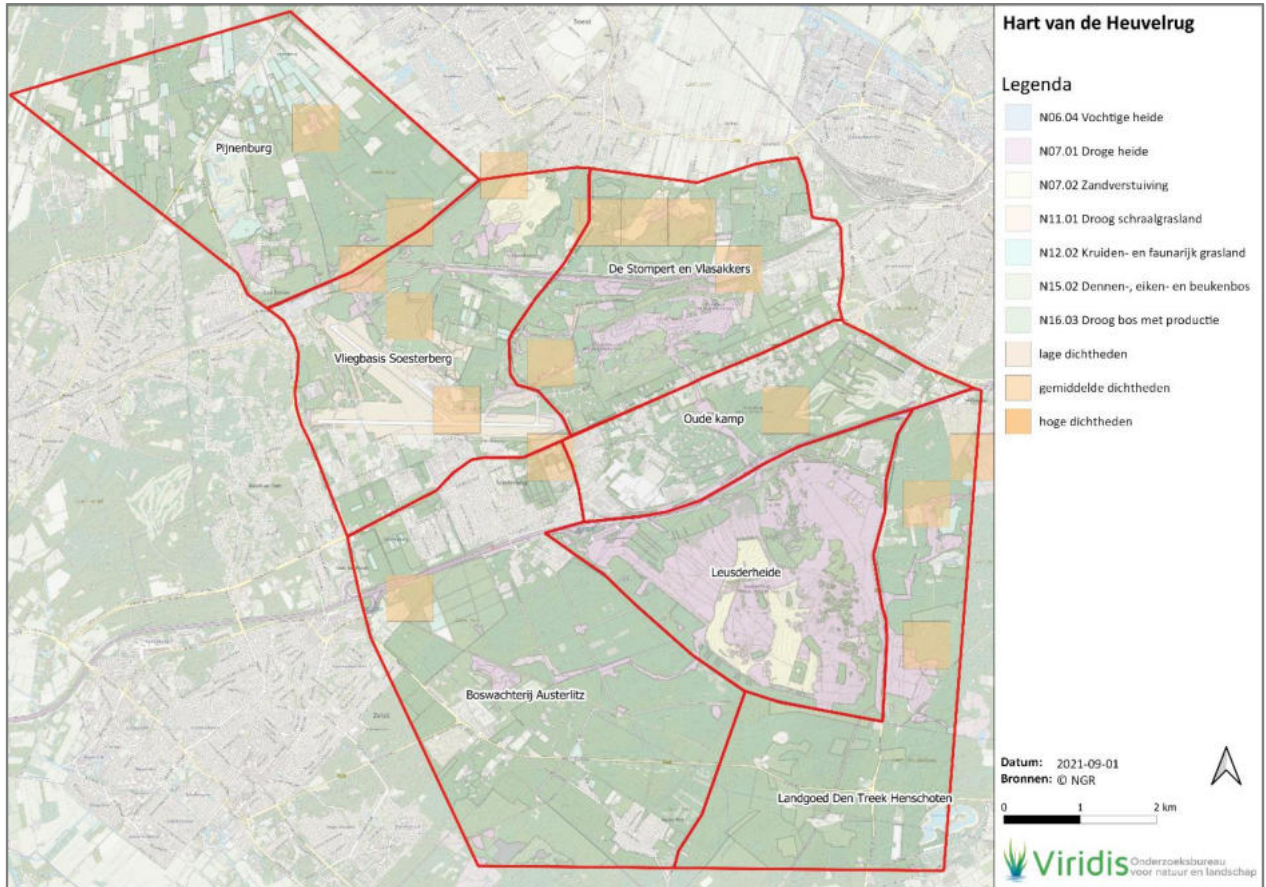 Hart van de Heuvelrug
Legenda
N06.04 Vochtige heide
N07.01 Droge heide
N07.02 Zandverstuiving
N11.01 Droog schraalgrasland
N12.02 Kruiden- en faunarijk grasland
N15.02 Dennen-, eiken- en beukenbos
N16.03 Droog bos met productie
lage dichtheden
gemiddelde dichtheden
hoge dichtheden
Soest
Pijnenburg
De Stompert en Vlasakkers
Vliegbasis Soesterberg
Oude kamp
Leusderheide
Boswachterij Austerlitz
Zeist
Landgoed Den Treek Henschoten
Datum: 2021-09-01
Bronnen: © NGR
0 1 2 km
Viridis Onderzoeksbureau
voor natuur en landschap